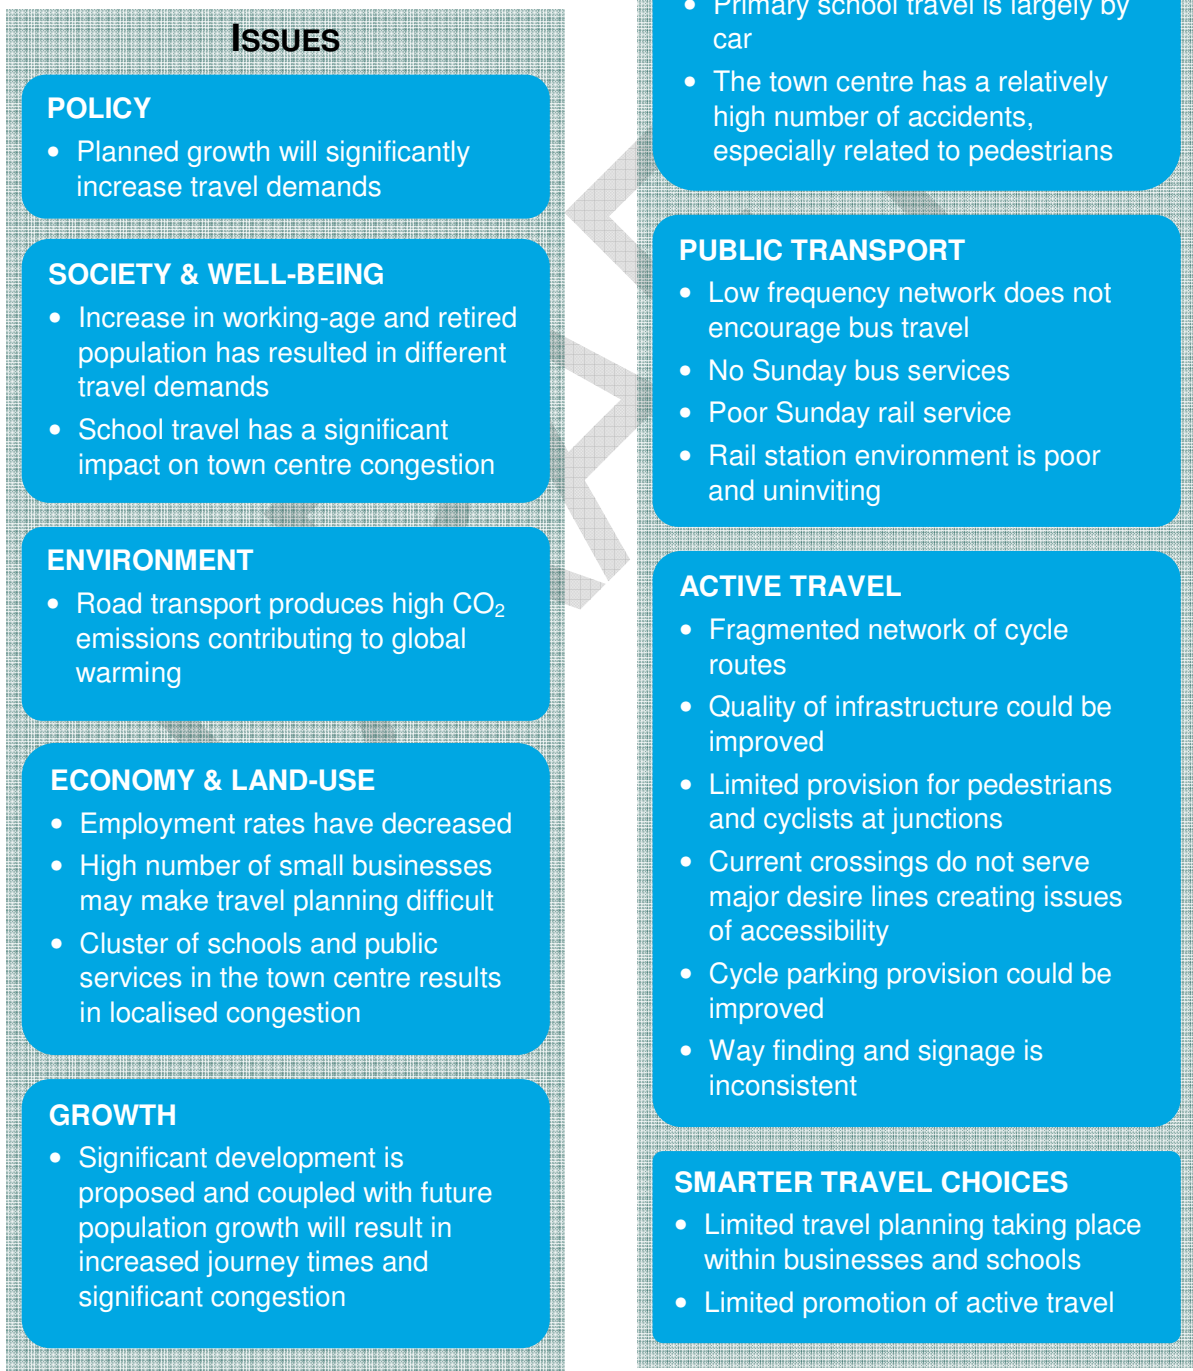 ISSUES
POLICY
• Planned growth will significantly
increase travel demands
SOCIETY & WELL-BEING
• Increase in working-age and retired
population has resulted in different
travel demands
• School travel has a significant
impact on town centre congestion
ENVIRONMENT
• Road transport produces high CO₂
emissions contributing to global
warming
ECONOMY & LAND-USE
• Employment rates have decreased
• High number of small businesses
may make travel planning difficult
• Cluster of schools and public
services in the town centre results
in localised congestion
GROWTH
• Significant development is
proposed and coupled with future
population growth will result in
increased journey times and
significant congestion
• Primary school travel is largely by
car
• The town centre has a relatively
high number of accidents,
especially related to pedestrians
PUBLIC TRANSPORT
• Low frequency network does not
encourage bus travel
• No Sunday bus services
• Poor Sunday rail service
• Rail station environment is poor
and uninviting
ACTIVE TRAVEL
• Fragmented network of cycle
routes
• Quality of infrastructure could be
improved
• Limited provision for pedestrians
and cyclists at junctions
• Current crossings do not serve
major desire lines creating issues
of accessibility
• Cycle parking provision could be
improved
• Way finding and signage is
inconsistent
SMARTER TRAVEL CHOICES
• Limited travel planning taking place
within businesses and schools
• Limited promotion of active travel